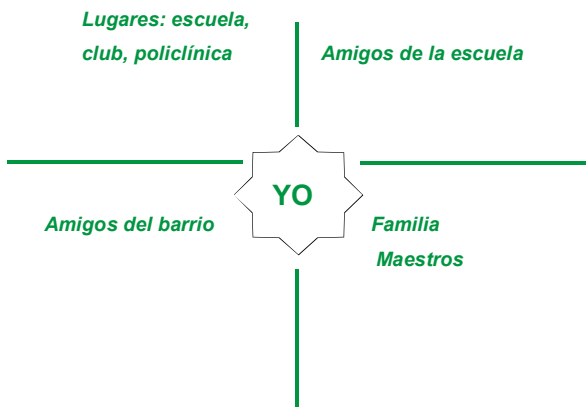 Lugares: escuela,
club, policlínica
Amigos de la escuela
YO
Amigos del barrio
Familia
Maestros